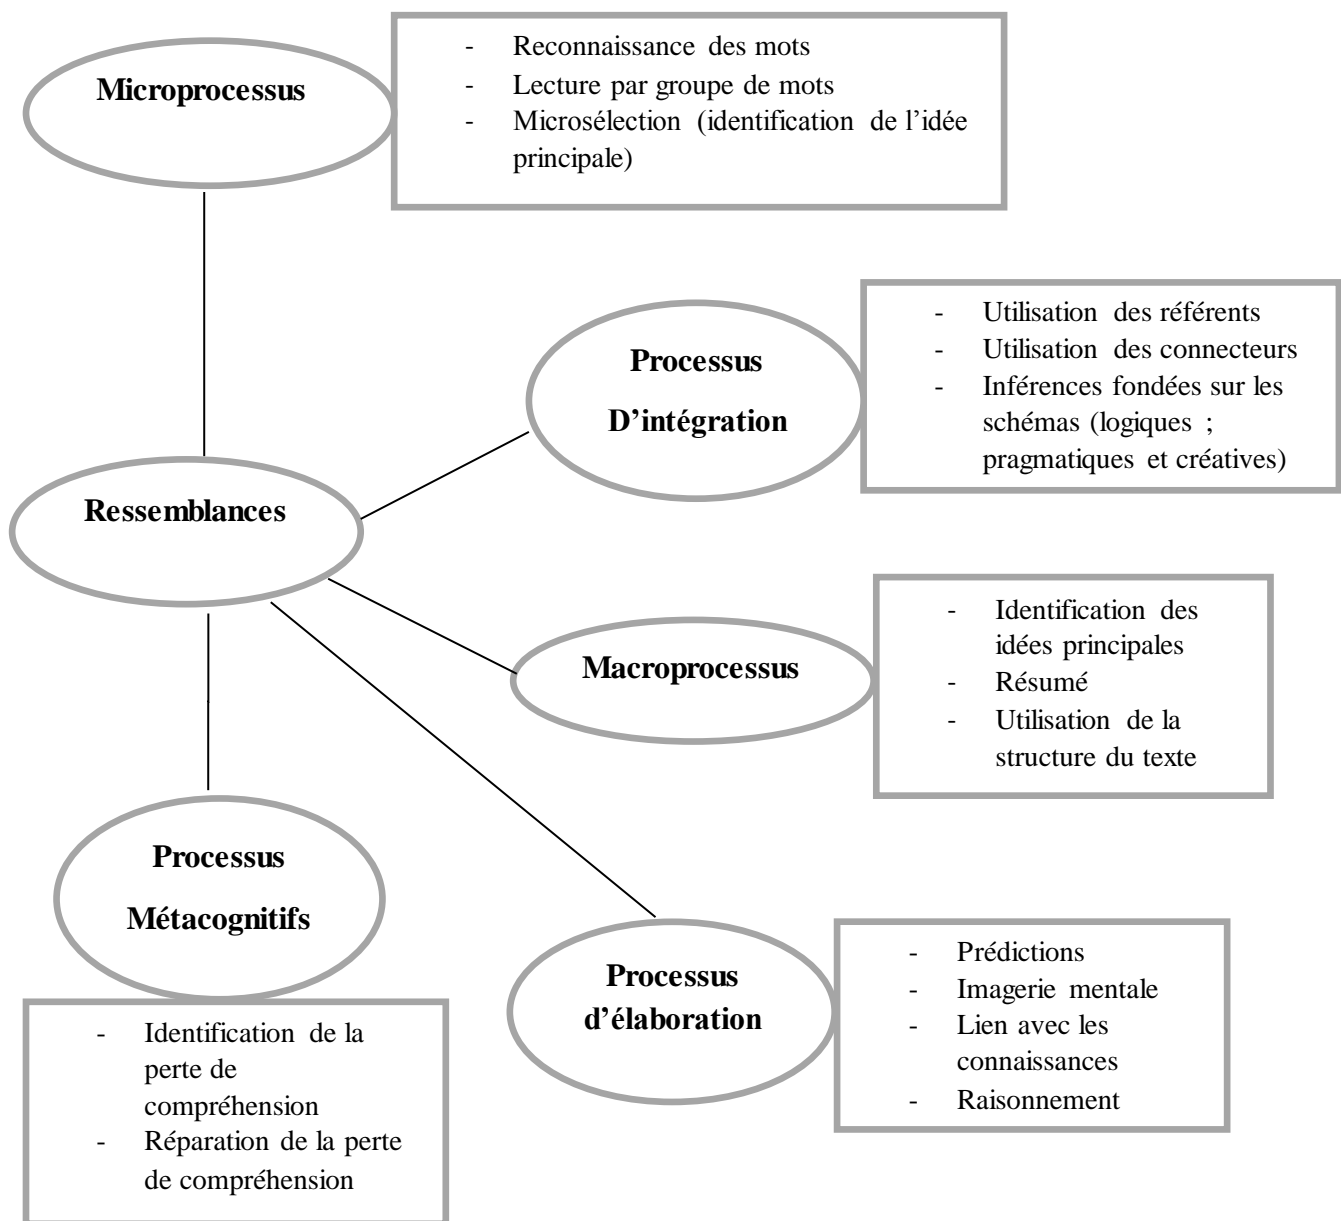 Microprocessus
- Reconnaissance des mots
- Lecture par groupe de mots
- Microsélection (identification de l’idée
principale)
Processus
D’intégration
- Utilisation des référents
- Utilisation des connecteurs
- Inférences fondées sur les
schémas (logiques ;
pragmatiques et créatives)
Ressemblances
Macroprocessus
- Identification des
idées principales
- Résumé
- Utilisation de la
structure du texte
Processus
Métacognitifs
- Identification de la
perte de
compréhension
- Réparation de la perte
de compréhension
Processus
d’élaboration
- Prédictions
- Imagerie mentale
- Lien avec les
connaissances
- Raisonnement